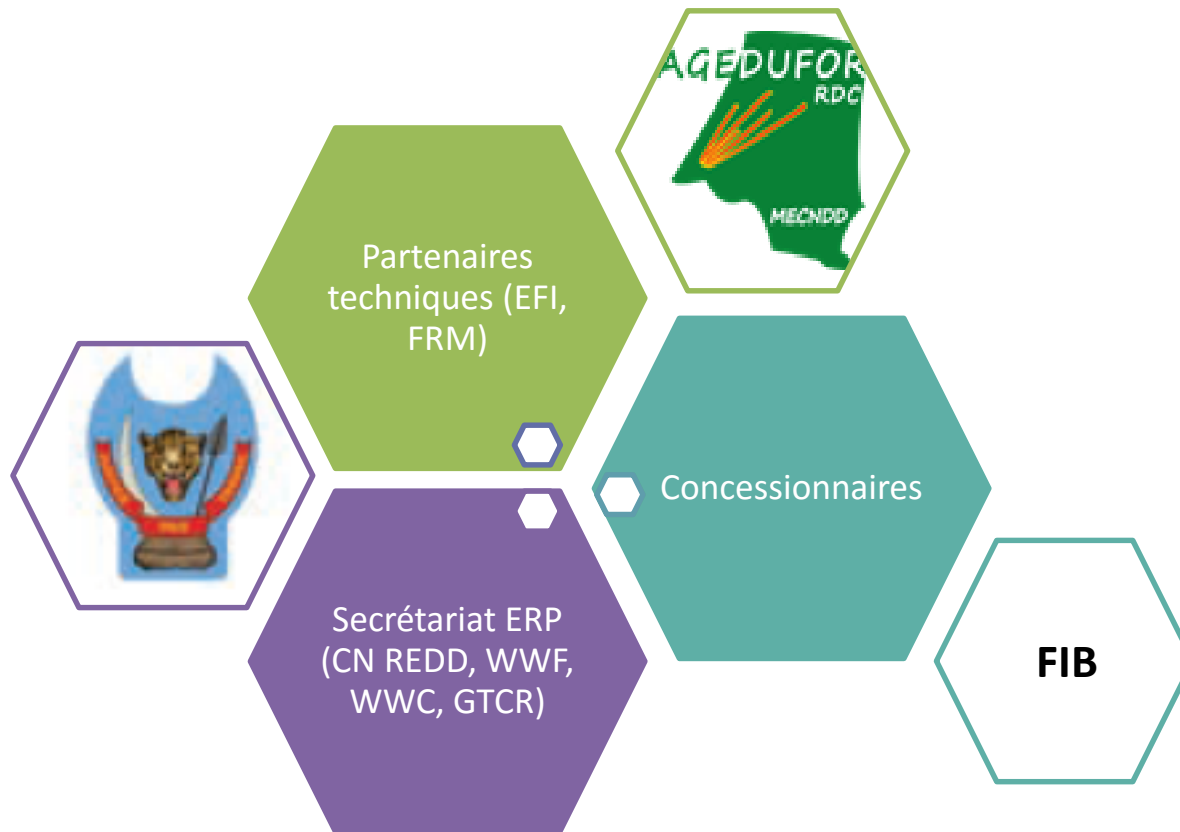 AGEDUFOR
RDC
MECNDD
Partenaires
techniques (EFI,
FRM)
Concessionnaires
Secrétariat ERP
(CN REDD, WWF,
WWC, GTCR)
FIB